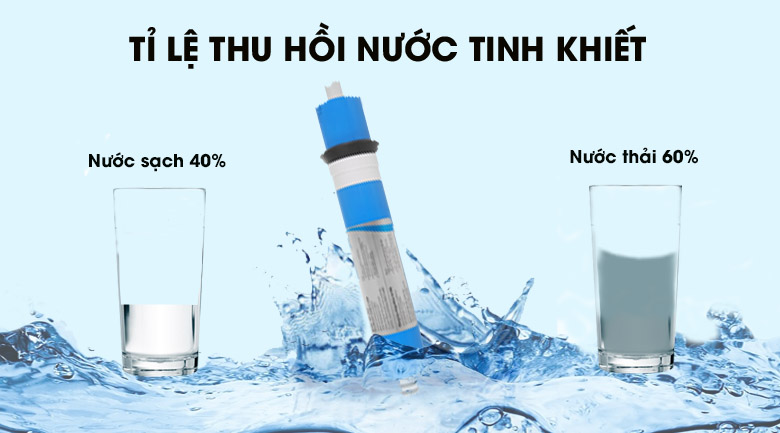 TỈ LỆ THU HỒI NƯỚC TINH KHIẾT
Nước sạch 40%
Nước thải 60%